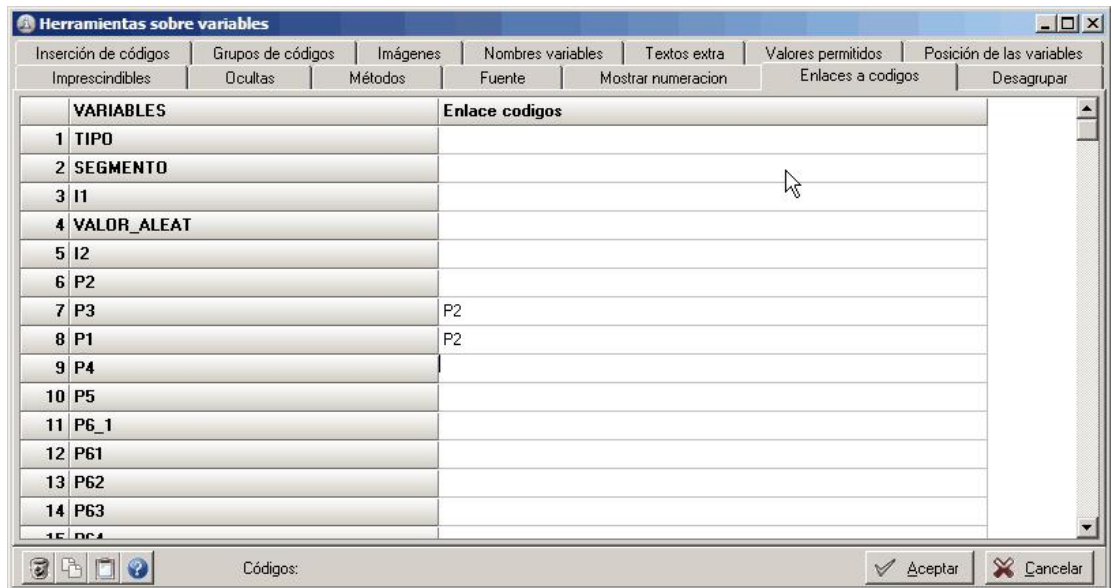 Herramientas sobre variables
Inserción de códigos Grupos de códigos Imágenes Nombres variables Textos extra Valores permitidos Posición de las variables
Imprescindibles Ocultas Métodos Fuente Mostrar numeracion Enlaces a codigos Desagrupar
VARIABLES Enlace codigos
1 TIPO
2 SEGMENTO
3 I1
4 VALOR_ALEAT
5 I2
6 P2
7 P3 P2
8 P1 P2
9 P4
10 P5
11 P6_1
12 P61
13 P62
14 P63
15 P64
Códigos: Aceptar Cancelar